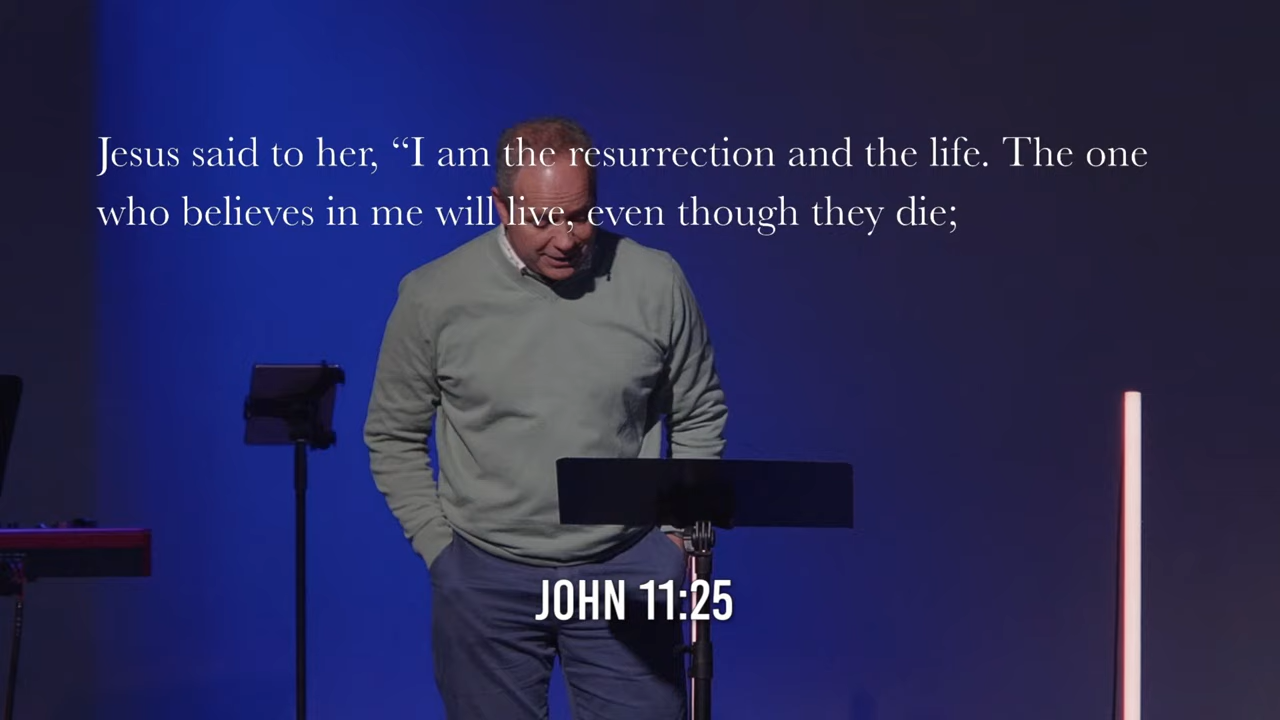 Jesus said to her, “I am the resurrection and the life. The one
who believes in me will live, even though they die;
JOHN 11:25